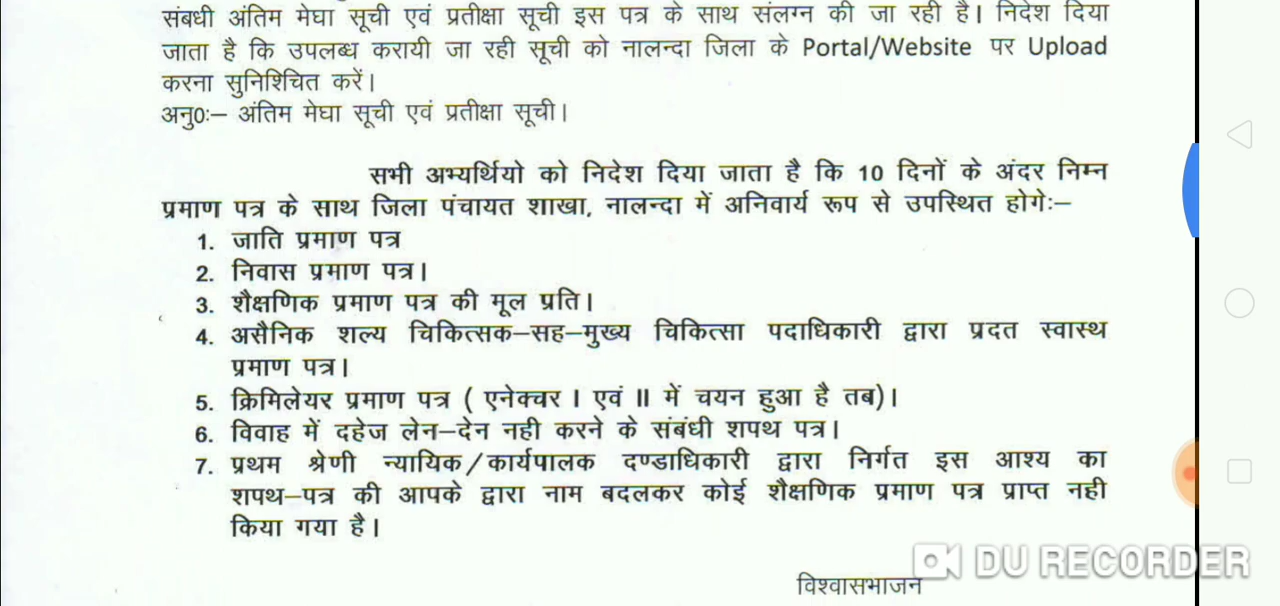 संबधी अंतिम मेघा सूची एवं प्रतीक्षा सूची इस पत्र के साथ संलग्न की जा रही है। निदेश दिया
जाता है कि उपलब्ध करायी जा रही सूची को नालन्दा जिला के Portal/Website पर Upload
करना सुनिश्चित करें।
अनु0ः– अंतिम मेघा सूची एवं प्रतीक्षा सूची।
सभी अभ्यर्थियो को निदेश दिया जाता है कि 10 दिनों के अंदर निम्न
प्रमाण पत्र के साथ जिला पंचायत शाखा, नालन्दा में अनिवार्य रूप से उपस्थित होगेः–
1. जाति प्रमाण पत्र
2. निवास प्रमाण पत्र।
3. शैक्षणिक प्रमाण पत्र की मूल प्रति।
4. असैनिक शल्य चिकित्सक–सह–मुख्य चिकित्सा पदाधिकारी द्वारा प्रदत स्वास्थ
प्रमाण पत्र।
5. क्रिमिलेयर प्रमाण पत्र ( एनेक्चर I एवं II में चयन हुआ है तब)।
6. विवाह में दहेज लेन–देन नही करने के संबंधी शपथ पत्र।
7. प्रथम श्रेणी न्यायिक/कार्यपालक दण्डाधिकारी द्वारा निर्गत इस आश्य का
शपथ–पत्र की आपके द्वारा नाम बदलकर कोई शैक्षणिक प्रमाण पत्र प्राप्त नही
किया गया है।
विश्वासभाजन
DU RECORDER